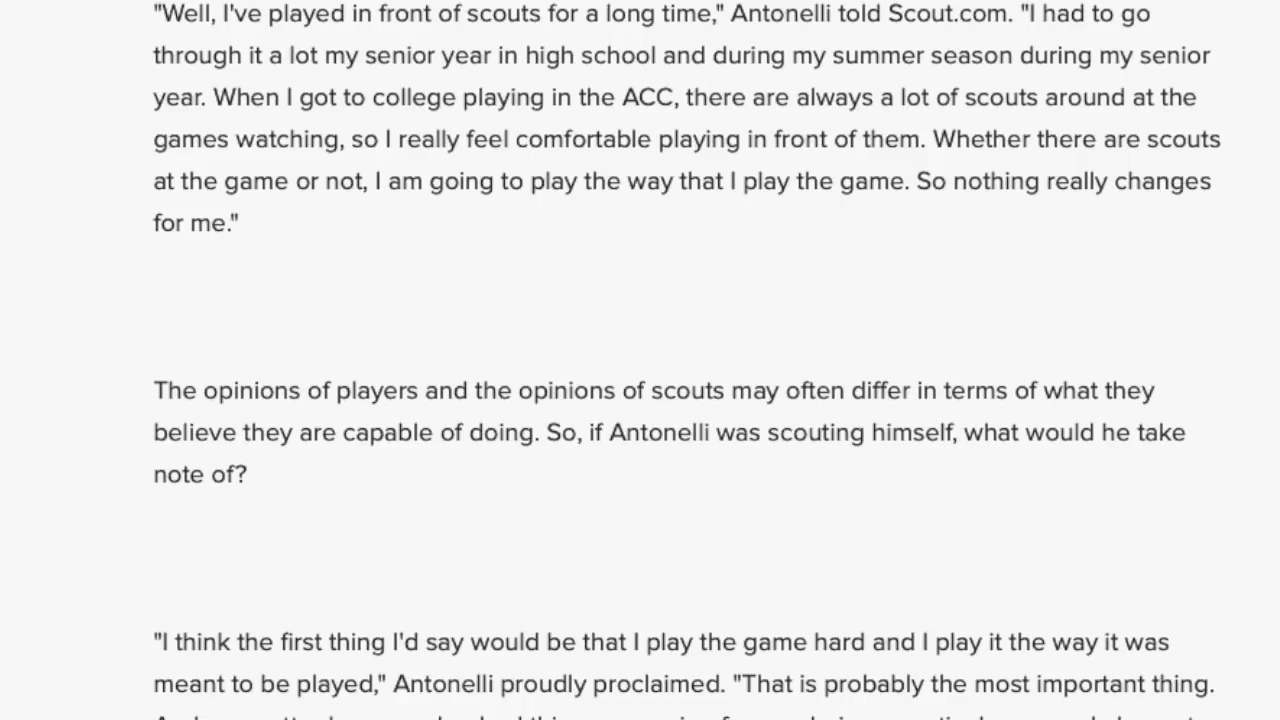 "Well, I've played in front of scouts for a long time," Antonelli told Scout.com. "I had to go
through it a lot my senior year in high school and during my summer season during my senior
year. When I got to college playing in the ACC, there are always a lot of scouts around at the
games watching, so I really feel comfortable playing in front of them. Whether there are scouts
at the game or not, I am going to play the way that I play the game. So nothing really changes
for me."
The opinions of players and the opinions of scouts may often differ in terms of what they
believe they are capable of doing. So, if Antonelli was scouting himself, what would he take
note of?
"I think the first thing I'd say would be that I play the game hard and I play it the way it was
meant to be played," Antonelli proudly proclaimed. "That is probably the most important thing.